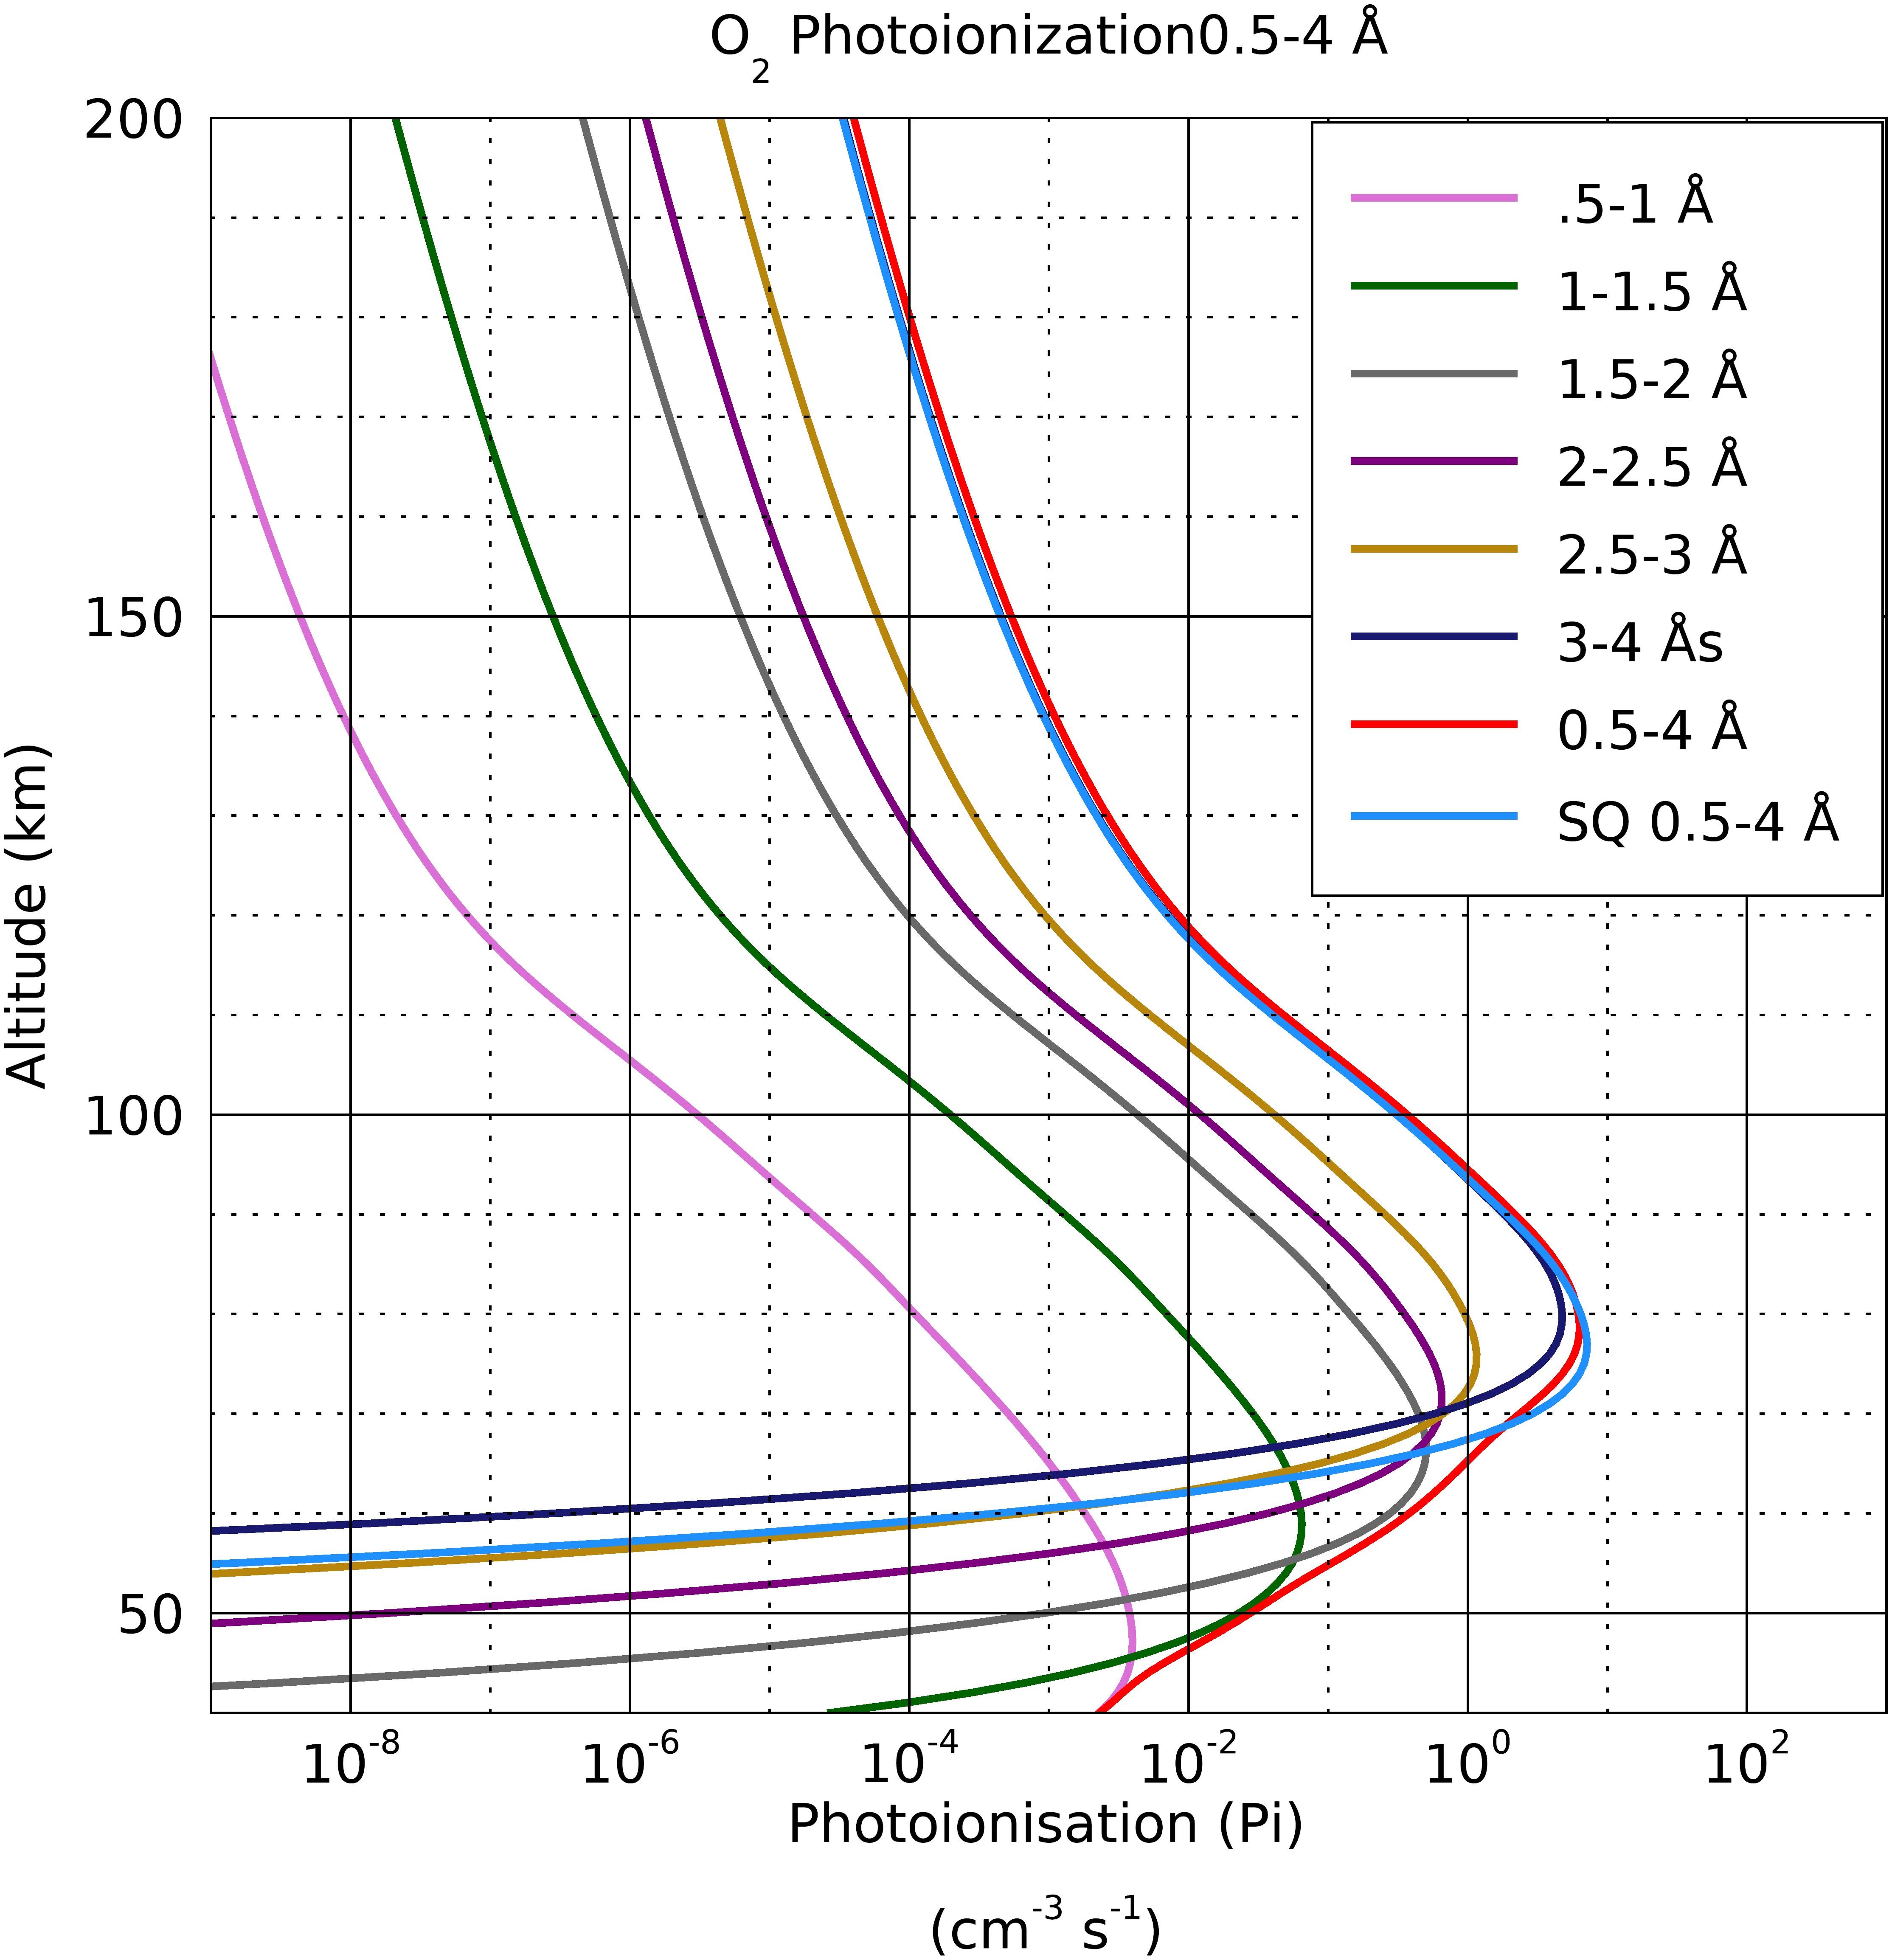 O₂ Photoionization0.5-4 Å
200
150
100
50
Altitude (km)
.5-1 Å
1-1.5 Å
1.5-2 Å
2-2.5 Å
2.5-3 Å
3-4 Ås
0.5-4 Å
SQ 0.5-4 Å
10⁻⁸ 10⁻⁶ 10⁻⁴ 10⁻² 10⁰ 10²
Photoionisation (Pi)
(cm⁻³ s⁻¹)